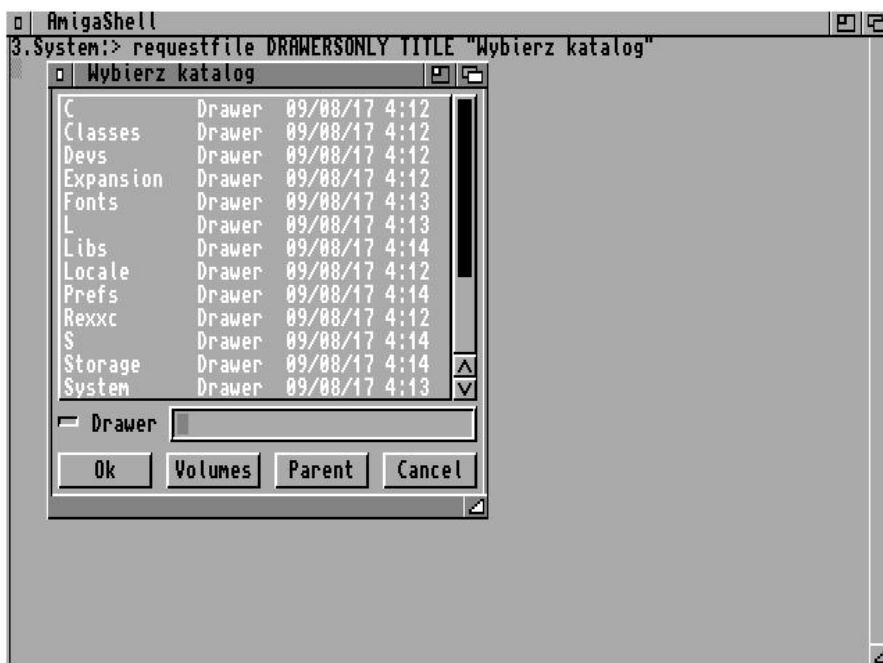 AmigaShell
3.System:> requestfile DRAWERSONLY TITLE "Wybierz katalog"
Wybierz katalog
C Drawer 09/08/17 4:12
Classes Drawer 09/08/17 4:12
Devs Drawer 09/08/17 4:12
Expansion Drawer 09/08/17 4:12
Fonts Drawer 09/08/17 4:13
L Drawer 09/08/17 4:13
Libs Drawer 09/08/17 4:14
Locale Drawer 09/08/17 4:12
Prefs Drawer 09/08/17 4:14
Rexxc Drawer 09/08/17 4:12
S Drawer 09/08/17 4:14
Storage Drawer 09/08/17 4:14
System Drawer 09/08/17 4:13
Drawer
Ok Volumes Parent Cancel